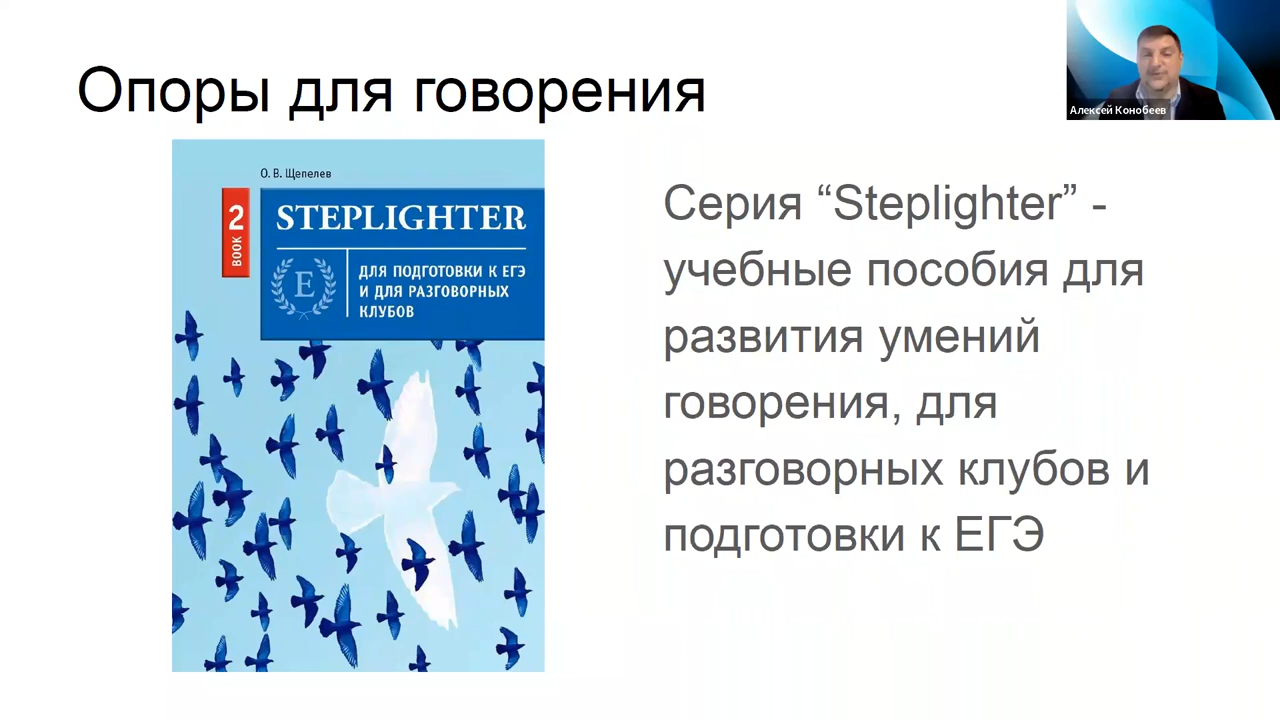 Опоры для говорения
Алексей Конобеев
О. В. Щепелев
BOOK 2
STEPLIGHTER
E
ДЛЯ ПОДГОТОВКИ К ЕГЭ
И ДЛЯ РАЗГОВОРНЫХ
КЛУБОВ
Серия “Steplighter” -
учебные пособия для
развития умений
говорения, для
разговорных клубов и
подготовки к ЕГЭ